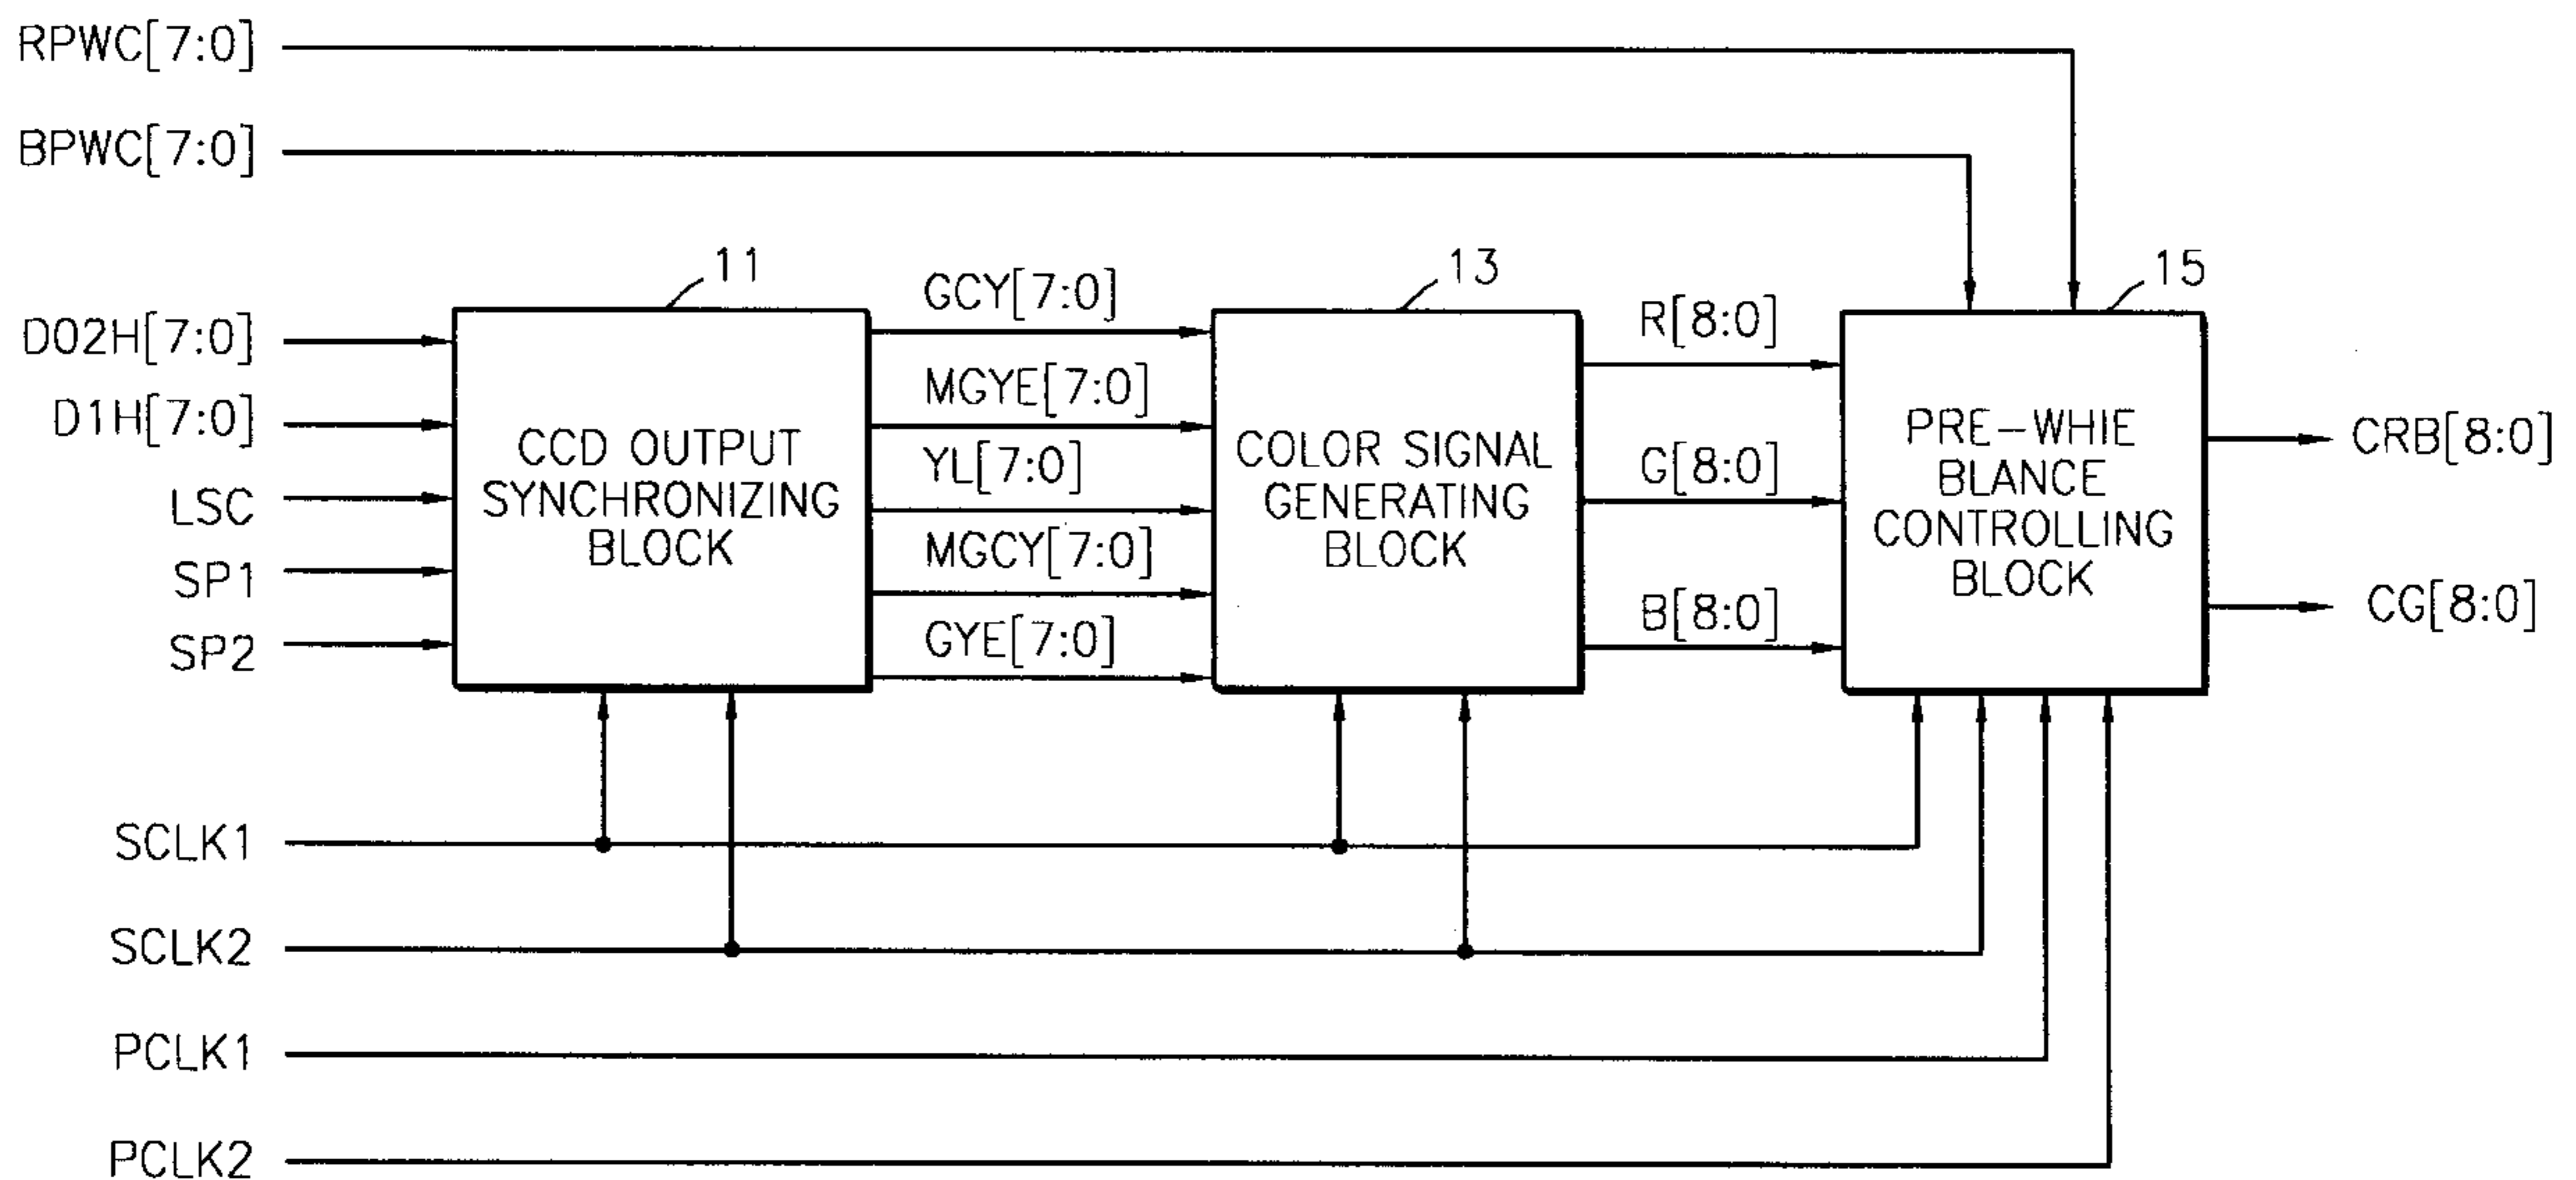 RPWC[7:0]
BPWC[7:0]
11
13
15
D02H[7:0]
D1H[7:0]
LSC
SP1
SP2
CCD OUTPUT
SYNCHRONIZING
BLOCK
GCY[7:0]
MGYE[7:0]
YL[7:0]
MGCY[7:0]
GYE[7:0]
COLOR SIGNAL
GENERATING
BLOCK
R[8:0]
G[8:0]
B[8:0]
PRE-WHIE
BLANCE
CONTROLLING
BLOCK
CRB[8:0]
CG[8:0]
SCLK1
SCLK2
PCLK1
PCLK2